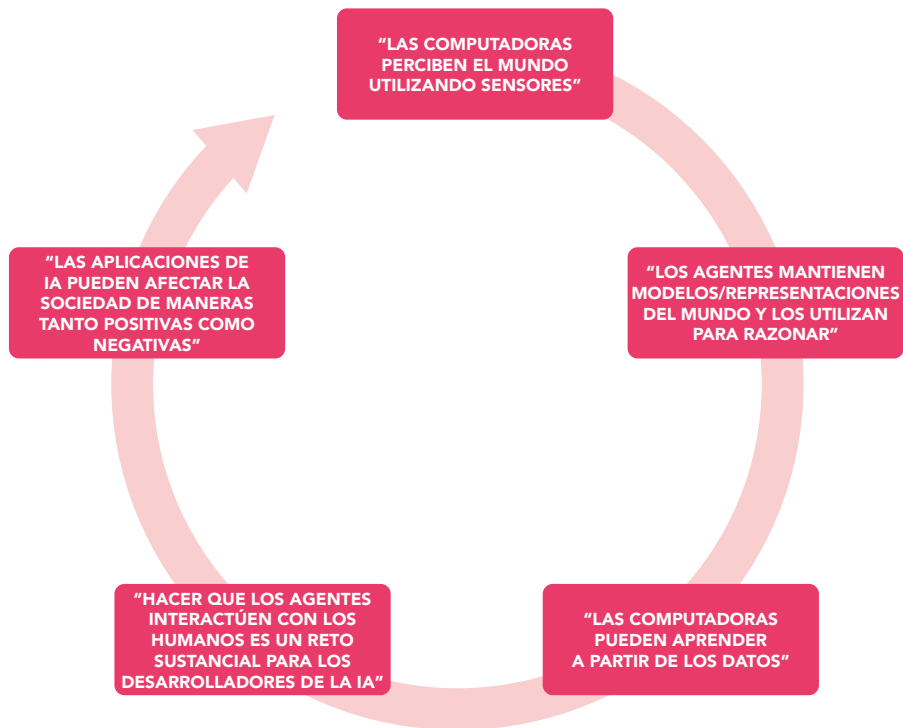 “LAS COMPUTADORAS
PERCIBEN EL MUNDO
UTILIZANDO SENSORES”
“LOS AGENTES MANTIENEN
MODELOS/REPRESENTACIONES
DEL MUNDO Y LOS UTILIZAN
PARA RAZONAR”
“LAS COMPUTADORAS
PUEDEN APRENDER
A PARTIR DE LOS DATOS”
“HACER QUE LOS AGENTES
INTERACTÚEN CON LOS
HUMANOS ES UN RETO
SUSTANCIAL PARA LOS
DESARROLLADORES DE LA IA”
“LAS APLICACIONES DE
IA PUEDEN AFECTAR LA
SOCIEDAD DE MANERAS
TANTO POSITIVAS COMO
NEGATIVAS”